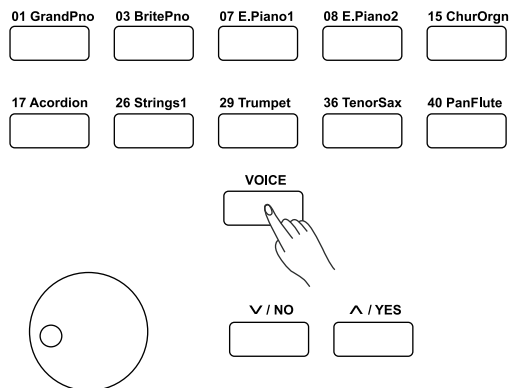 01 GrandPno 03 BritePno 07 E.Piano1 08 E.Piano2 15 ChurOrgn
17 Acordion 26 Strings1 29 Trumpet 36 TenorSax 40 PanFlute
VOICE
∨ / NO ∧ / YES